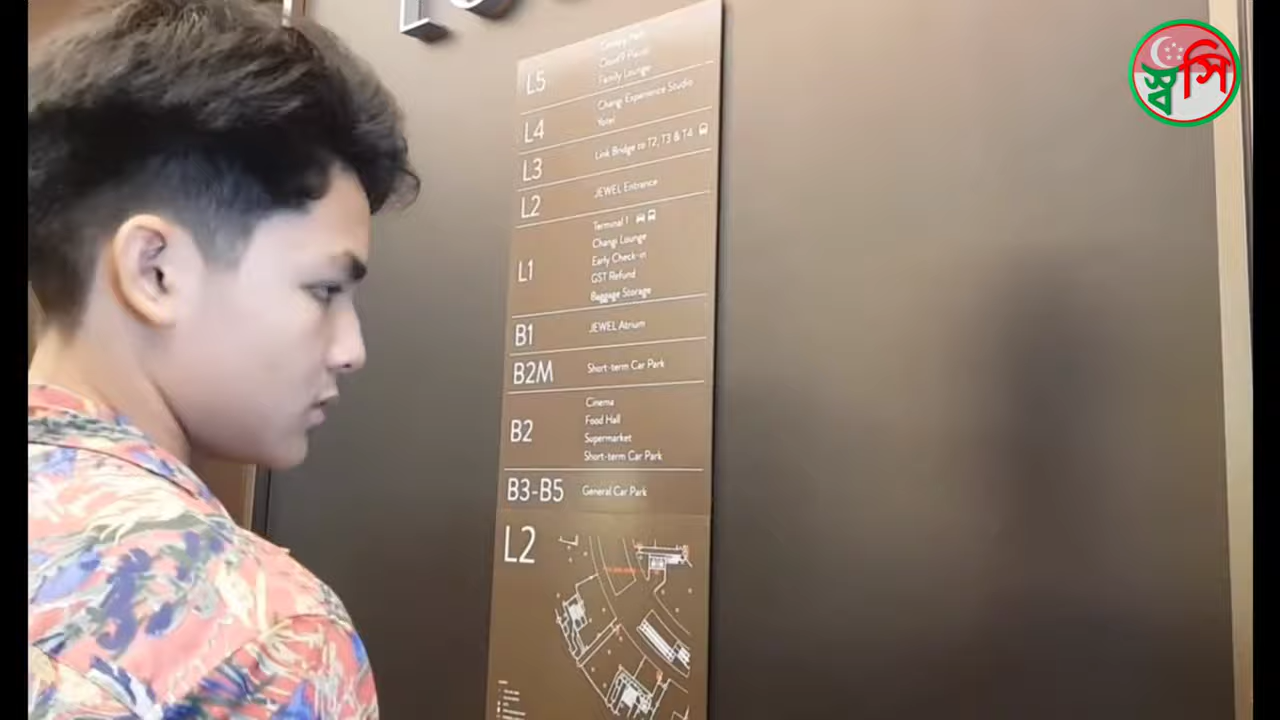 স্ব সি
L5
Canopy Park
Cloud9 Piazza
Family Lounge
L4
Changi Experience Studio
Yotel
L3
Link Bridge to T2, T3 & T4
L2
JEWEL Entrance
L1
Terminal 1
Changi Lounge
Early Check-in
GST Refund
Baggage Storage
B1
JEWEL Atrium
B2M
Short-term Car Park
B2
Cinema
Food Hall
Supermarket
Short-term Car Park
B3-B5
General Car Park
L2